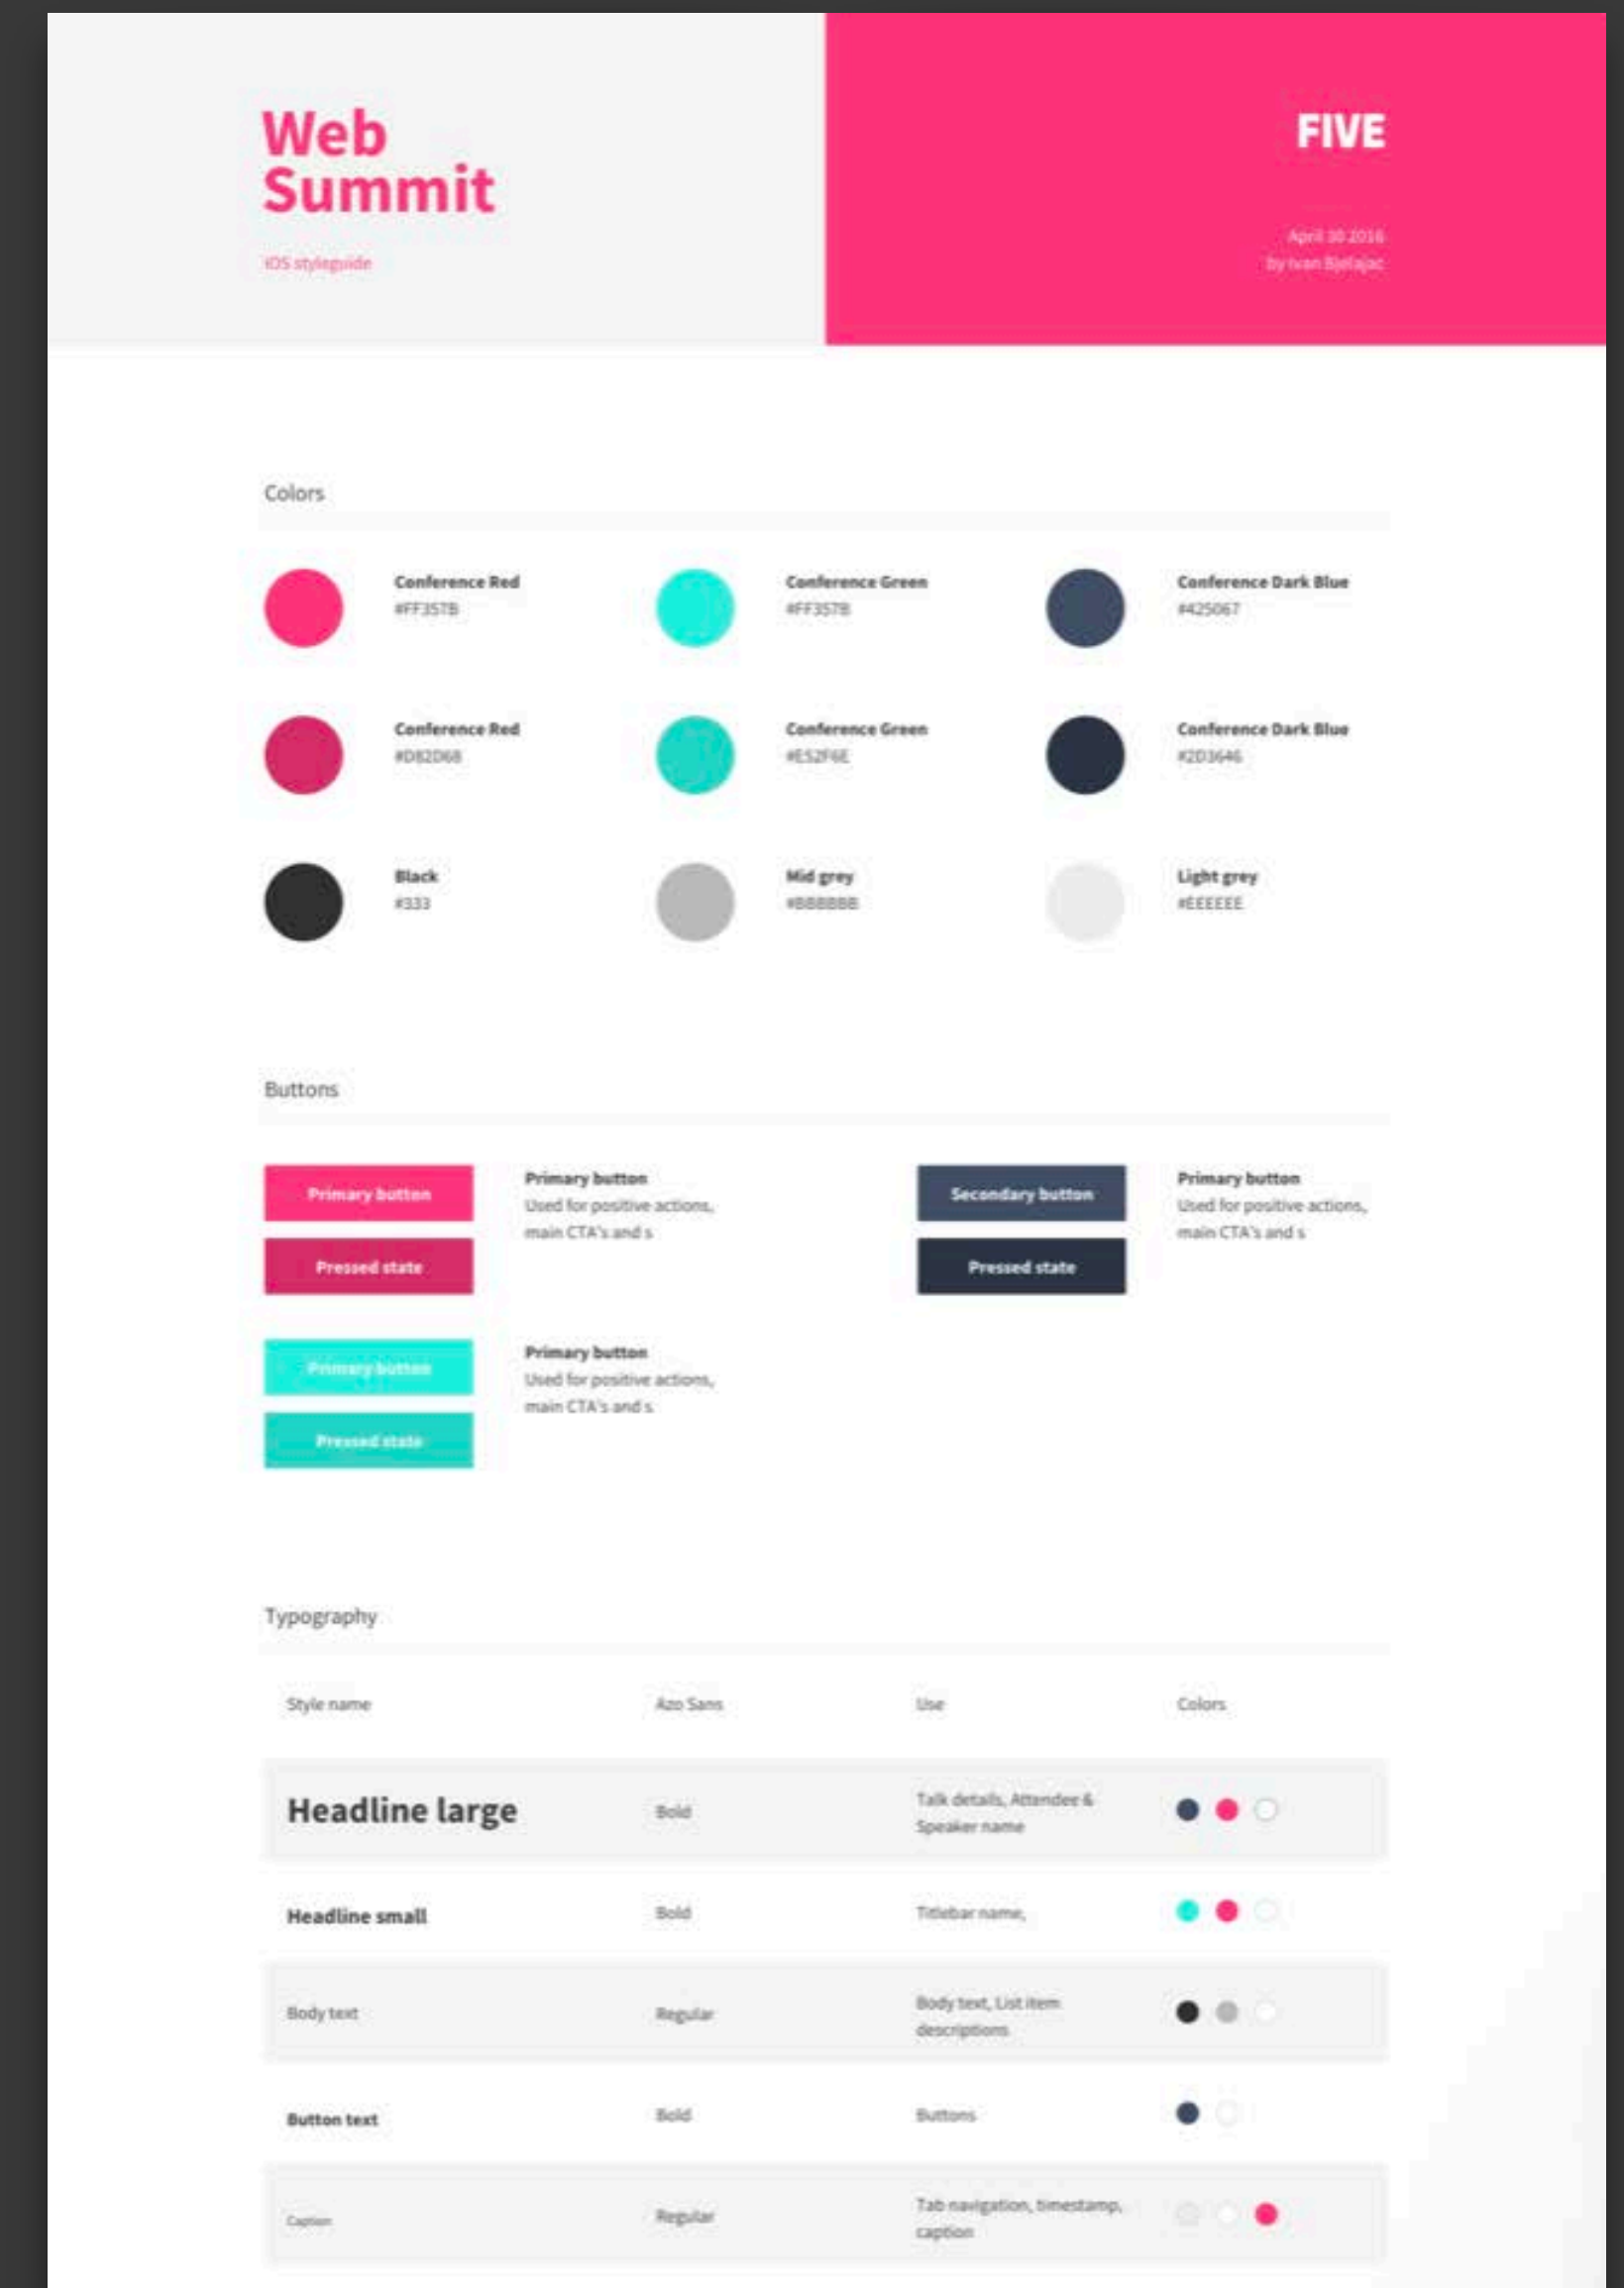 Web
Summit
iOS styleguide
FIVE
April 30 2016
by Ivan Bjelajac
Colors
Conference Red
#FF357B
Conference Green
#FF357B
Conference Dark Blue
#425067
Conference Red
#D82D68
Conference Green
#E52F6E
Conference Dark Blue
#2D3646
Black
#333
Mid grey
#BBBBBB
Light grey
#EEEEEE
Buttons
Primary button
Pressed state
Primary button
Used for positive actions,
main CTA's and s
Secondary button
Pressed state
Primary button
Used for positive actions,
main CTA's and s
Primary button
Pressed state
Primary button
Used for positive actions,
main CTA's and s
Typography
Style name Azo Sans Use Colors
Headline large
Bold
Talk details, Attendee &
Speaker name
Headline small
Bold
Titlebar name,
Body text
Regular
Body text, List item
descriptions
Button text
Bold
Buttons
Caption
Regular
Tab navigation, timestamp,
caption